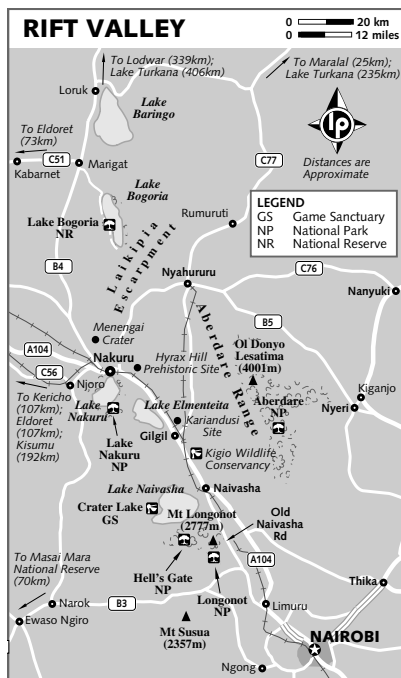 RIFT VALLEY
0 20 km
0 12 miles
To Lodwar (339km);
Lake Turkana (406km)
To Maralal (25km);
Lake Turkana (235km)
Loruk
Lake
Baringo
To Eldoret
(73km)
C51
Kabarnet
Marigat
C77
lp
Distances are
Approximate
LEGEND
GS Game Sanctuary
NP National Park
NR National Reserve
Lake
Bogoria
Lake Bogoria
NR
Rumuruti
Laikipia
Escarpment
B4
Nyahururu
C76
Nanyuki
Menengai
Crater
Aberdare Range
B5
A104
Ol Donyo
Lesatima
(4001m)
Nakuru
Hyrax Hill
Prehistoric Site
C56
Njoro
To Kericho
(107km);
Eldoret
(107km);
Kisumu
(192km)
Lake
Nakuru
Lake Elmenteita
Kariandusi
Site
Aberdare
NP
Kiganjo
Nyeri
Gilgil
Lake
Nakuru
NP
Kigio Wildlife
Conservancy
Lake Naivasha
Naivasha
Crater Lake
GS
Mt Longonot
(2777m)
Old
Naivasha
Rd
To Masai Mara
National Reserve
(70km)
Hell's Gate
NP
Longonot
NP
A104
Thika
Narok
B3
Limuru
Ewaso Ngiro
Mt Susua
(2357m)
NAIROBI
Ngong